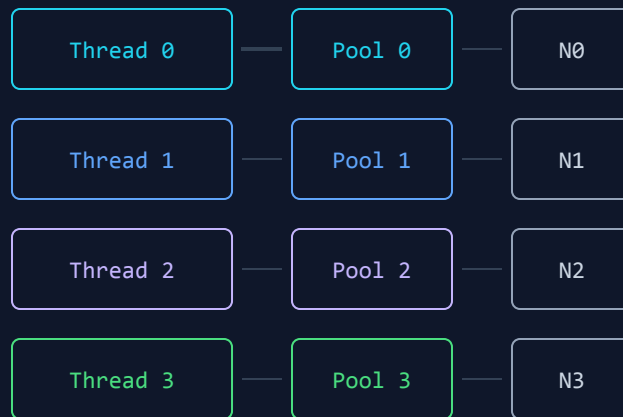 Thread 0 Pool 0 N0
Thread 1 Pool 1 N1
Thread 2 Pool 2 N2
Thread 3 Pool 3 N3